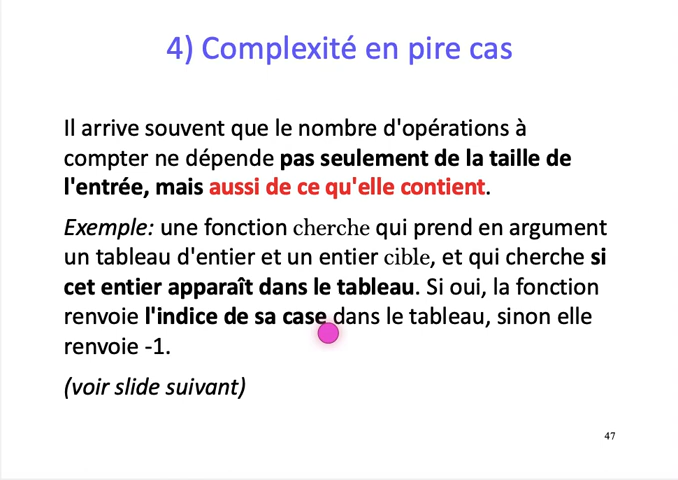 4) Complexité en pire cas
Il arrive souvent que le nombre d'opérations à
compter ne dépende pas seulement de la taille de
l'entrée, mais aussi de ce qu'elle contient.
Exemple: une fonction cherche qui prend en argument
un tableau d'entier et un entier cible, et qui cherche si
cet entier apparaît dans le tableau. Si oui, la fonction
renvoie l'indice de sa case dans le tableau, sinon elle
renvoie -1.
(voir slide suivant)
47